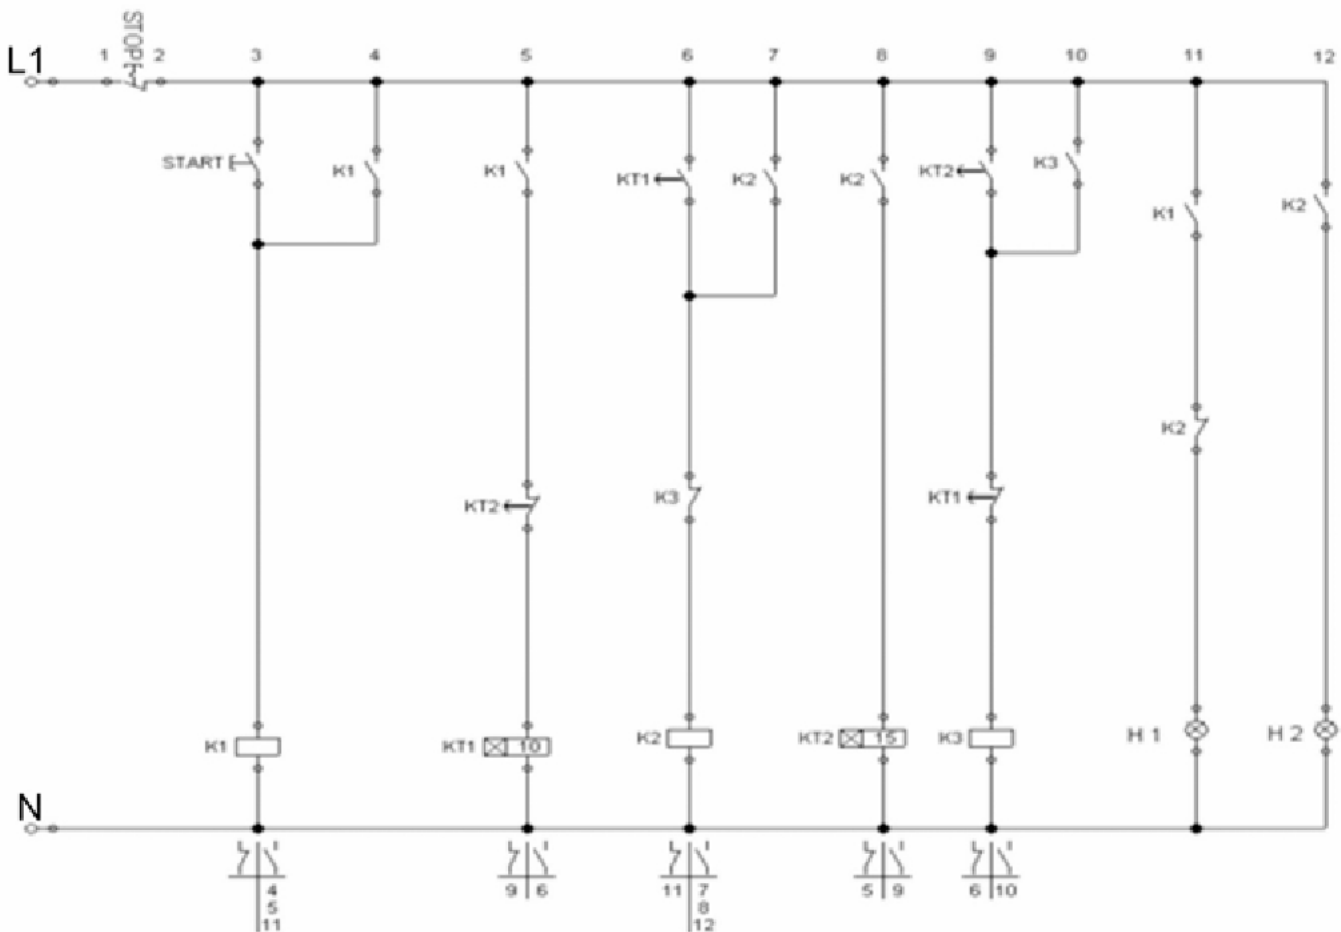 STOP
L1 1 2 3 4 5 6 7 8 9 10 11 12
START K1 K1 KT1 K2 K2 KT2 K3 K1 K2
K2
KT2 K3 KT1
K1 KT1 10 K2 KT2 15 K3 H 1 H 2
N
4 9 6 11 7 5 9 6 10
5 8
11 12